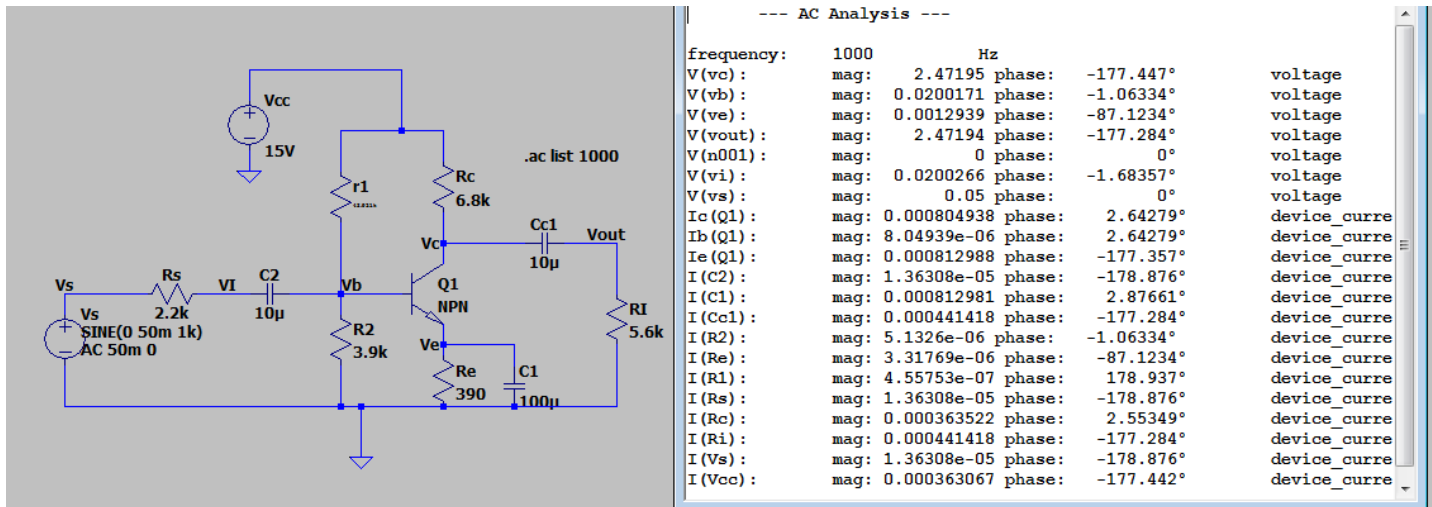 Vcc
15V
.ac list 1000
r1
Rc
6.8k
Cc1
Vout
Vc
10µ
Vs
Rs
VI
C2
Vb
Q1
2.2k
10µ
NPN
RI
5.6k
Vs
SINE(0 50m 1k)
AC 50m 0
R2
3.9k
Ve
Re
390
C1
100µ
--- AC Analysis ---
frequency: 1000 Hz
V(vc): mag: 2.47195 phase: -177.447° voltage
V(vb): mag: 0.0200171 phase: -1.06334° voltage
V(ve): mag: 0.0012939 phase: -87.1234° voltage
V(vout): mag: 2.47194 phase: -177.284° voltage
V(n001): mag: 0 phase: 0° voltage
V(vi): mag: 0.0200266 phase: -1.68357° voltage
V(vs): mag: 0.05 phase: 0° voltage
Ic(Q1): mag: 0.000804938 phase: 2.64279° device_curre
Ib(Q1): mag: 8.04939e-06 phase: 2.64279° device_curre
Ie(Q1): mag: 0.000812988 phase: -177.357° device_curre
I(C2): mag: 1.36308e-05 phase: -178.876° device_curre
I(C1): mag: 0.000812981 phase: 2.87661° device_curre
I(Cc1): mag: 0.000441418 phase: -177.284° device_curre
I(R2): mag: 5.1326e-06 phase: -1.06334° device_curre
I(Re): mag: 3.31769e-06 phase: -87.1234° device_curre
I(R1): mag: 4.55753e-07 phase: 178.937° device_curre
I(Rs): mag: 1.36308e-05 phase: -178.876° device_curre
I(Rc): mag: 0.000363522 phase: 2.55349° device_curre
I(Ri): mag: 0.000441418 phase: -177.284° device_curre
I(Vs): mag: 1.36308e-05 phase: -178.876° device_curre
I(Vcc): mag: 0.000363067 phase: -177.442° device_curre